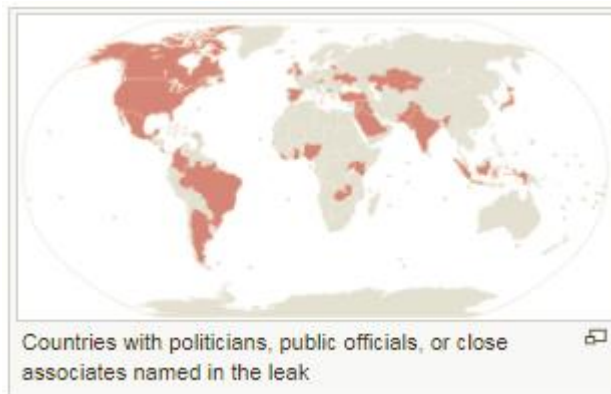 Countries with politicians, public officials, or close
associates named in the leak